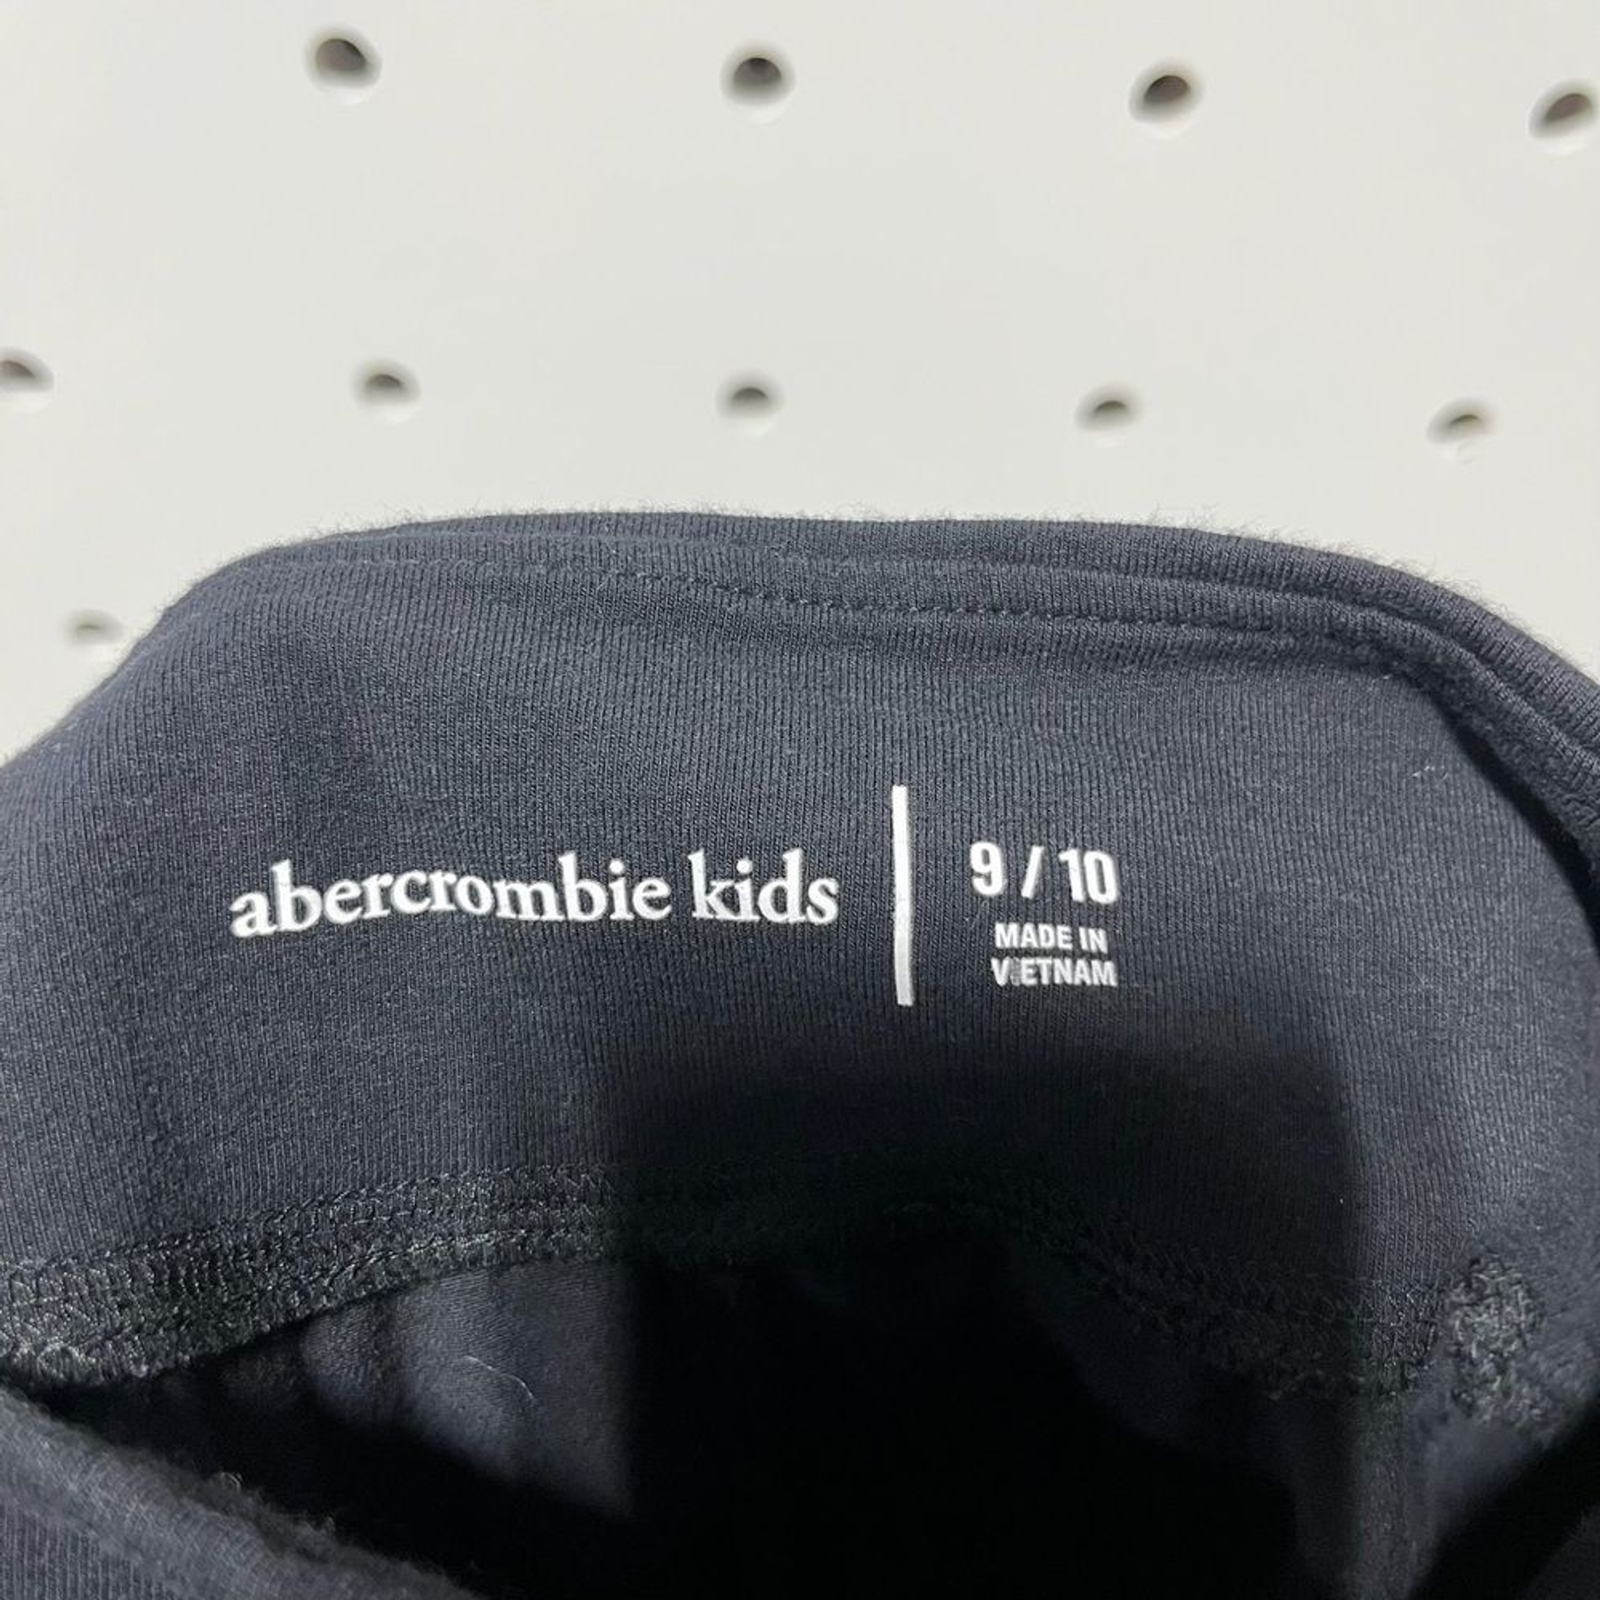 abercrombie kids
9 / 10
MADE IN
VIETNAM